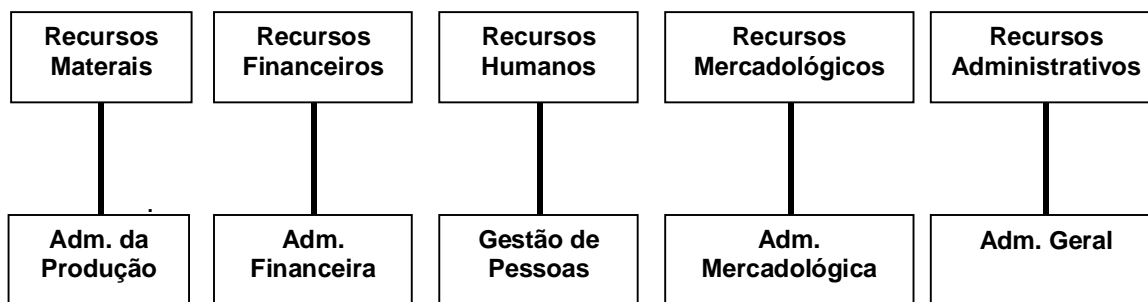 Recursos
Materais
Recursos
Financeiros
Recursos
Humanos
Recursos
Mercadológicos
Recursos
Administrativos
.
Adm. da
Produção
Adm.
Financeira
Gestão de
Pessoas
Adm.
Mercadológica
Adm. Geral